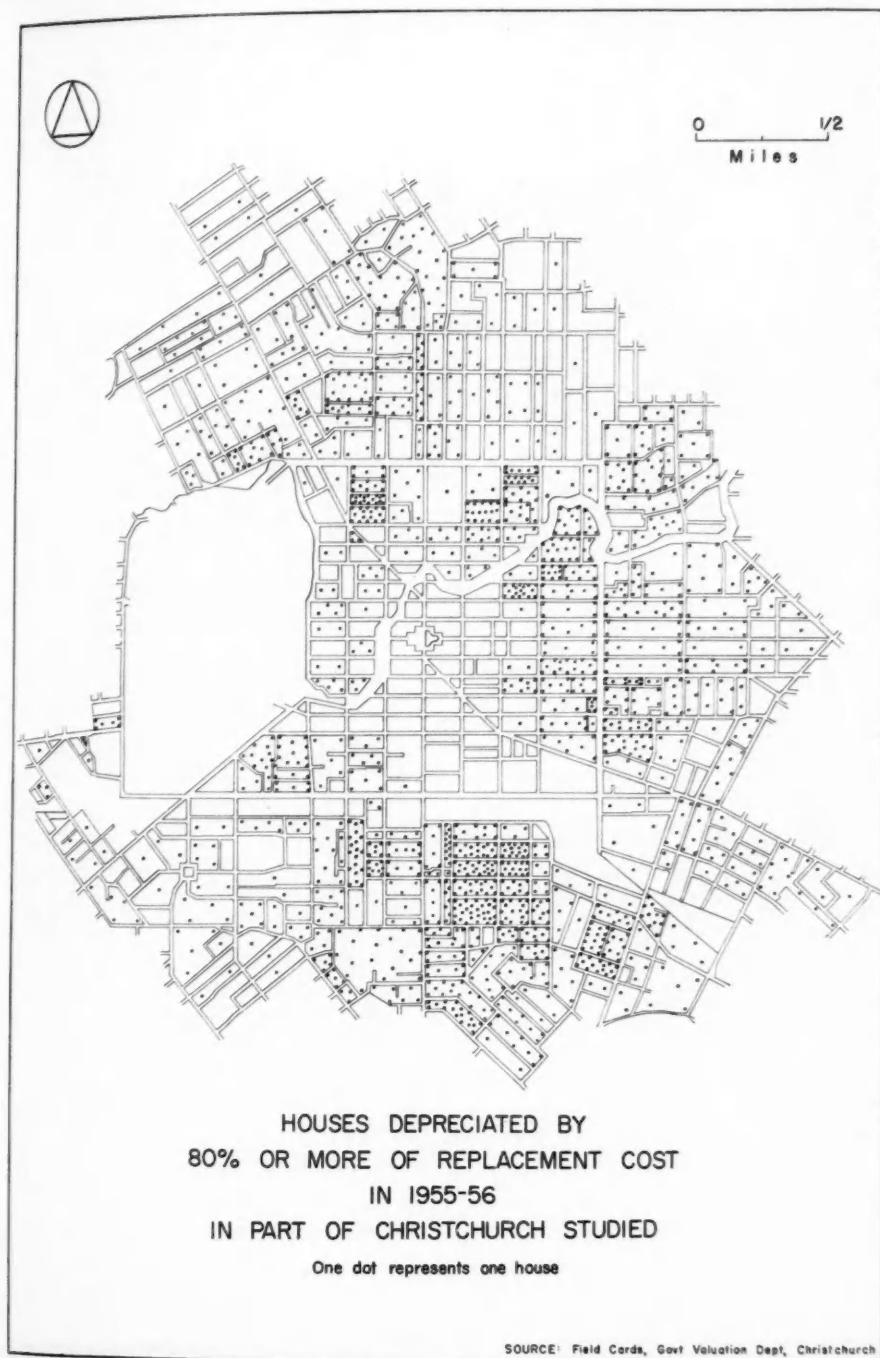 0 1/2
Miles
HOUSES DEPRECIATED BY
80% OR MORE OF REPLACEMENT COST
IN 1955-56
IN PART OF CHRISTCHURCH STUDIED
One dot represents one house
SOURCE: Field Cards, Govt Valuation Dept, Christchurch